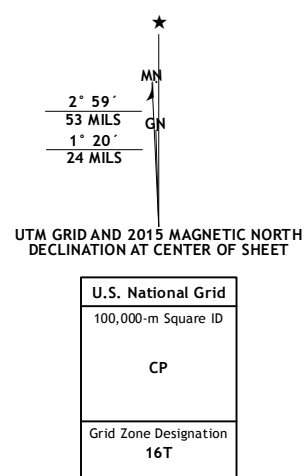 ★
MN
GN
2° 59´
53 MILS
1° 20´
24 MILS
UTM GRID AND 2015 MAGNETIC NORTH
DECLINATION AT CENTER OF SHEET
U.S. National Grid
100,000-m Square ID
CP
Grid Zone Designation
16T